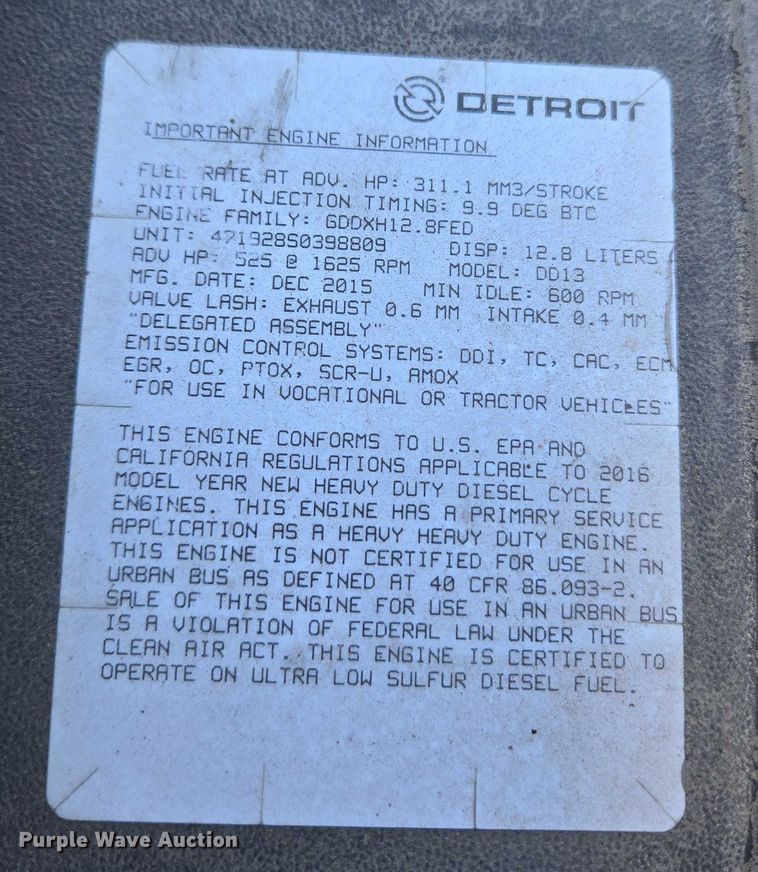 DETROIT
IMPORTANT ENGINE INFORMATION
FUEL RATE AT ADV. HP: 311.1 MM3/STROKE
INITIAL INJECTION TIMING: 9.9 DEG BTC
ENGINE FAMILY: GDDXH12.8FED
UNIT: 471928S0398809 DISP: 12.8 LITERS
ADV HP: 525 @ 1625 RPM MODEL: DD13
MFG. DATE: DEC 2015 MIN IDLE: 600 RPM
VALVE LASH: EXHAUST 0.6 MM INTAKE 0.4 MM
"DELEGATED ASSEMBLY"
EMISSION CONTROL SYSTEMS: DDI, TC, CAC, ECM
EGR, OC, PTOX, SCR-U, AMOX
"FOR USE IN VOCATIONAL OR TRACTOR VEHICLES"
THIS ENGINE CONFORMS TO U.S. EPA AND
CALIFORNIA REGULATIONS APPLICABLE TO 2016
MODEL YEAR NEW HEAVY DUTY DIESEL CYCLE
ENGINES. THIS ENGINE HAS A PRIMARY SERVICE
APPLICATION AS A HEAVY HEAVY DUTY ENGINE.
THIS ENGINE IS NOT CERTIFIED FOR USE IN AN
URBAN BUS AS DEFINED AT 40 CFR 86.093-2.
SALE OF THIS ENGINE FOR USE IN AN URBAN BUS
IS A VIOLATION OF FEDERAL LAW UNDER THE
CLEAN AIR ACT. THIS ENGINE IS CERTIFIED TO
OPERATE ON ULTRA LOW SULFUR DIESEL FUEL.
Purple Wave Auction